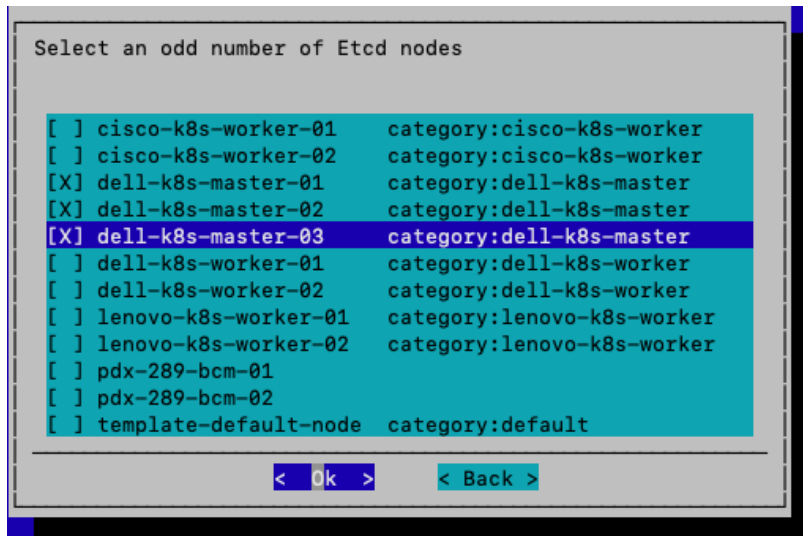 Select an odd number of Etcd nodes
[ ] cisco-k8s-worker-01 category:cisco-k8s-worker
[ ] cisco-k8s-worker-02 category:cisco-k8s-worker
[X] dell-k8s-master-01 category:dell-k8s-master
[X] dell-k8s-master-02 category:dell-k8s-master
[X] dell-k8s-master-03 category:dell-k8s-master
[ ] dell-k8s-worker-01 category:dell-k8s-worker
[ ] dell-k8s-worker-02 category:dell-k8s-worker
[ ] lenovo-k8s-worker-01 category:lenovo-k8s-worker
[ ] lenovo-k8s-worker-02 category:lenovo-k8s-worker
[ ] pdx-289-bcm-01
[ ] pdx-289-bcm-02
[ ] template-default-node category:default
< Ok > < Back >